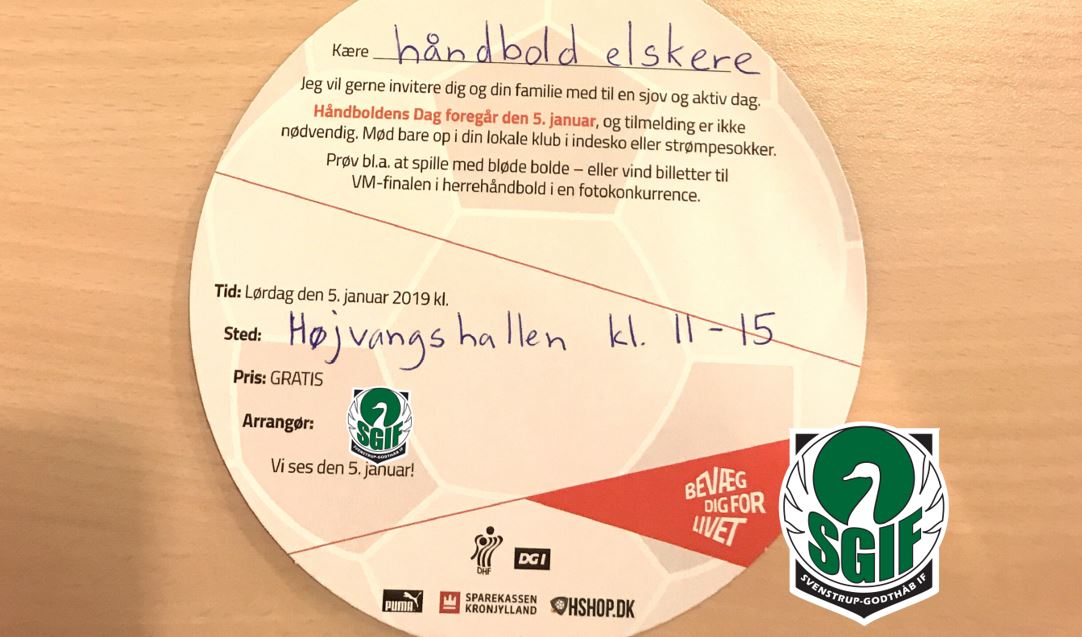 Kære håndbold elskere
Jeg vil gerne invitere dig og din familie med til en sjov og aktiv dag.
Håndboldens Dag foregår den 5. januar, og tilmelding er ikke
nødvendig. Mød bare op i din lokale klub i indesko eller strømpesokker.
Prøv bl.a. at spille med bløde bolde – eller vind billetter til
VM-finalen i herrehåndbold i en fotokonkurrence.
Tid: Lørdag den 5. januar 2019 kl.
Sted: Højvangshallen kl. 11-15
Pris: GRATIS
Arrangør:
SGIF
SVENSTRUP-GODTHÅB IF
Vi ses den 5. januar!
BEVÆG
DIG FOR
LIVET
DHF
DGI
PUMA
SPAREKASSEN
KRONJYLLAND
HSHOP.DK
SGIF
SVENSTRUP-GODTHÅB IF